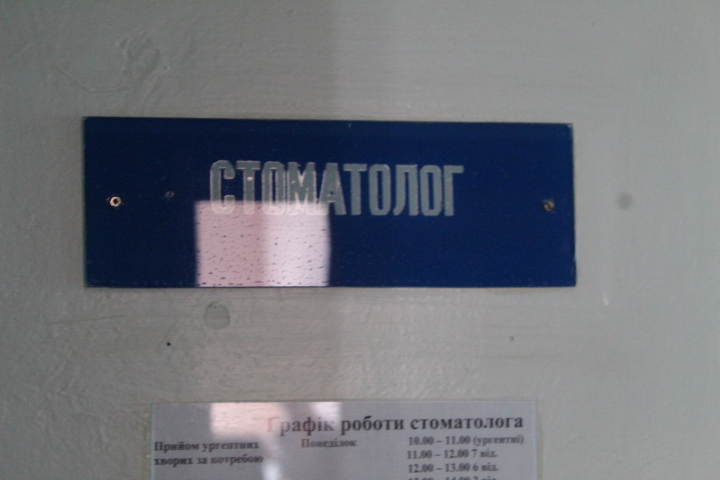 СТОМАТОЛОГ
Графік роботи стоматолога
Прийом ургентних Понеділок 10.00 – 11.00 (ургентні)
хворих за потребою 11.00 – 12.00 7 від.
12.00 – 13.00 6 від.